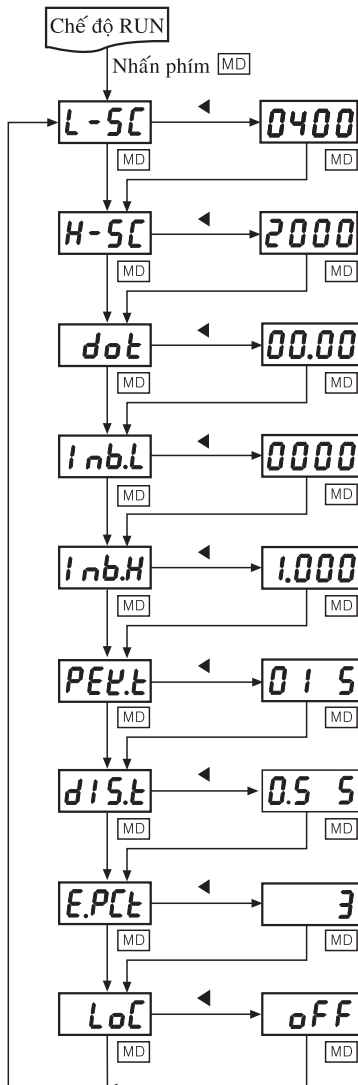 Chế độ RUN
Nhấn phím MD
L-SC ◀ 0400
MD MD
H-SC ◀ 2000
MD MD
dot ◀ 00.00
MD MD
Inb.L ◀ 0000
MD MD
Inb.H ◀ 1.000
MD MD
PEK.t ◀ 01 S
MD MD
dIS.t ◀ 0.5 S
MD MD
E.PCt ◀ 3
MD MD
LoC ◀ oFF
MD MD